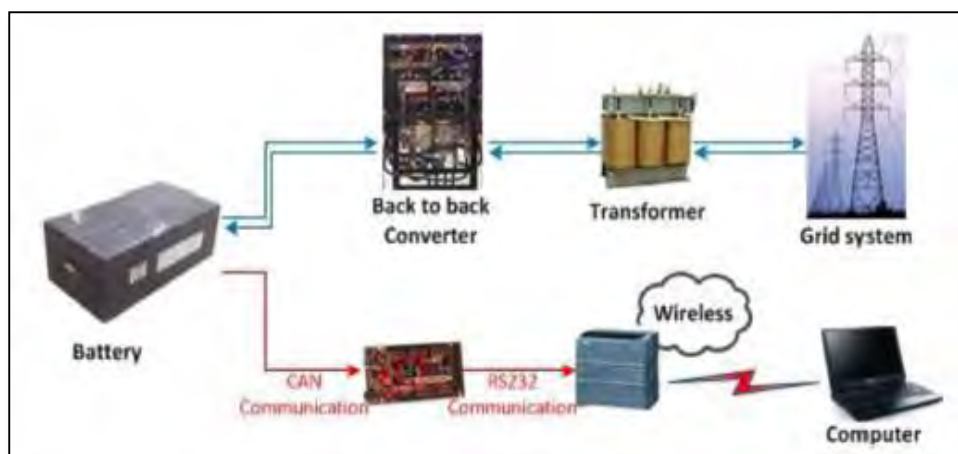 Back to back
Converter
Transformer
Grid system
Battery
Wireless
CAN
Communication
RS232
Communication
Computer